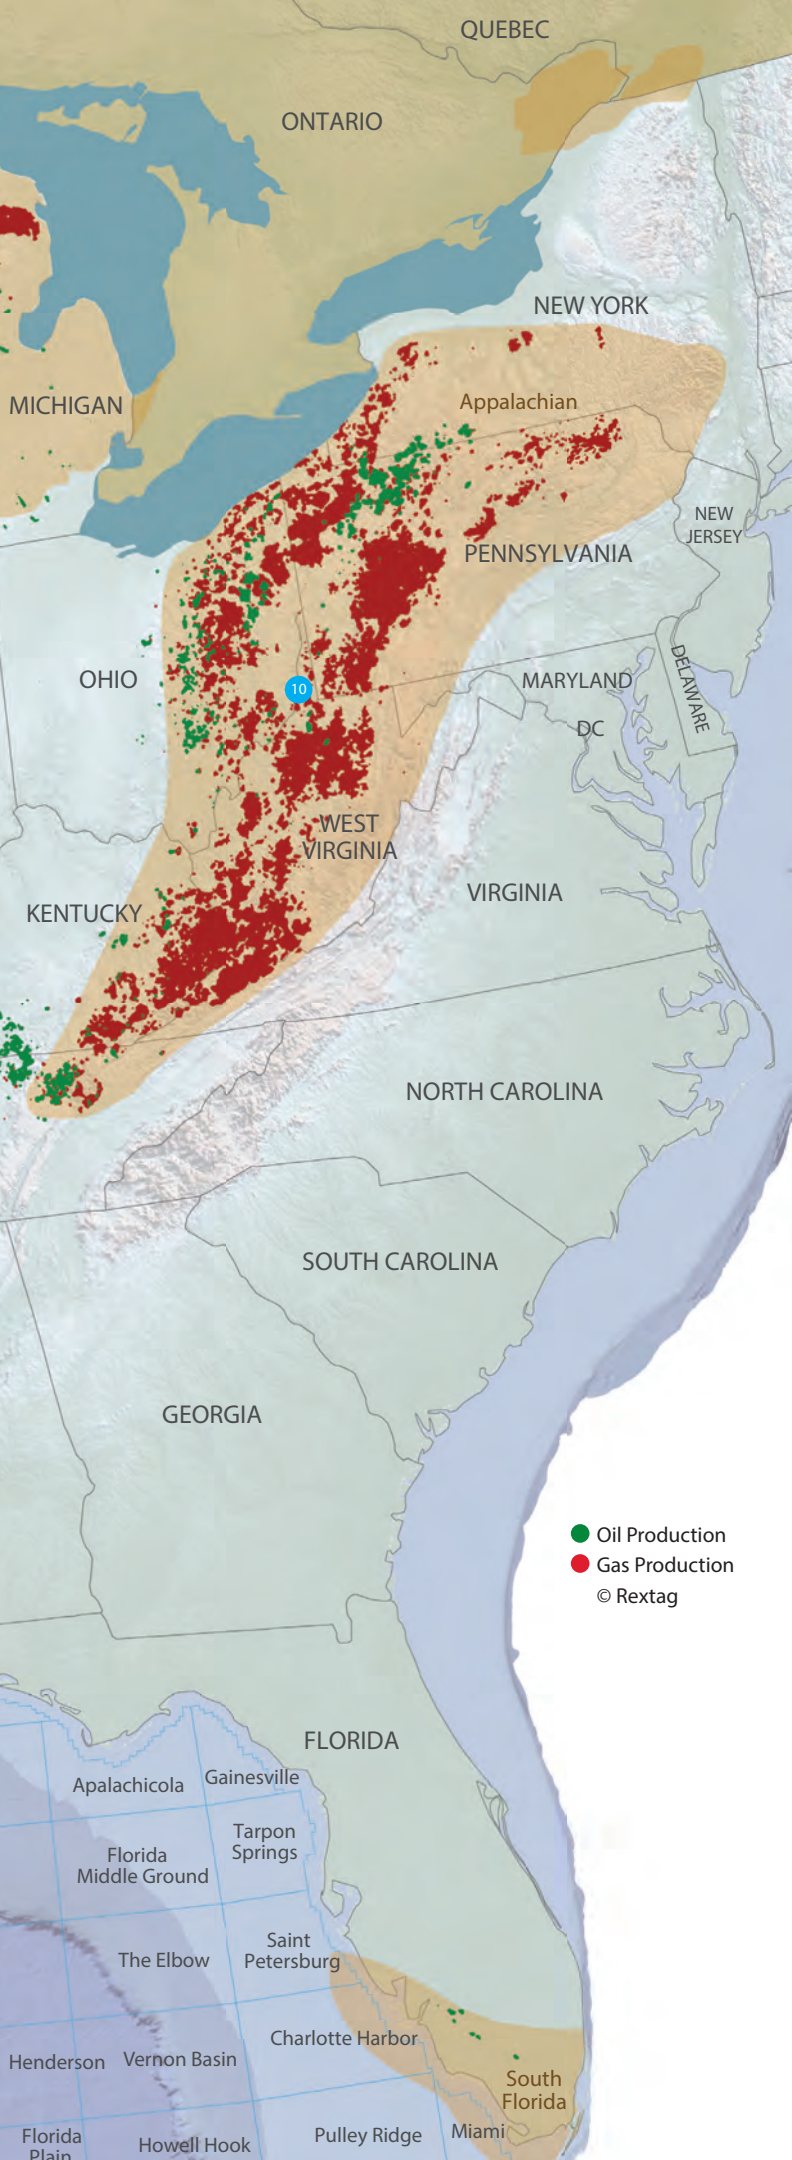 QUEBEC
ONTARIO
NEW YORK
MICHIGAN
Appalachian
NEW
JERSEY
PENNSYLVANIA
OHIO
MARYLAND
DELAWARE
10
DC
WEST
VIRGINIA
VIRGINIA
KENTUCKY
NORTH CAROLINA
SOUTH CAROLINA
GEORGIA
Oil Production
Gas Production
© Rextag
FLORIDA
Apalachicola
Gainesville
Tarpon
Springs
Florida
Middle Ground
Saint
Petersburg
The Elbow
Charlotte Harbor
Henderson
Vernon Basin
South
Florida
Miami
Pulley Ridge
Howell Hook
Florida
Plain